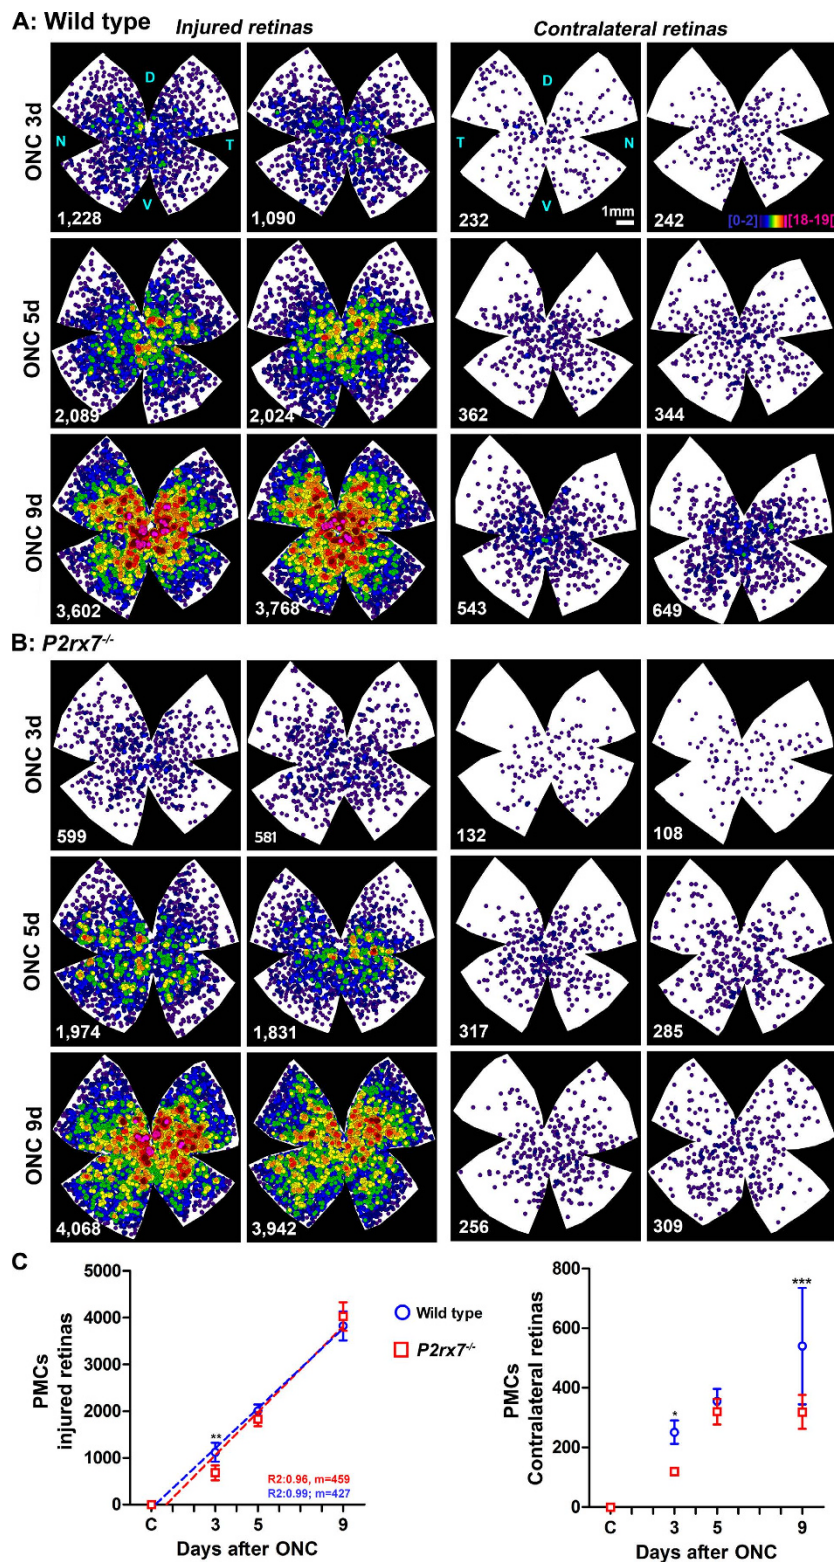 A: Wild type
Injured retinas
Contralateral retinas
ONC 3d
D
N
T
V
1,228
1,090
D
T
N
V
1mm
232
242
[0-2[
[18-19[
ONC 5d
2,089
2,024
362
344
ONC 9d
3,602
3,768
543
649
B: P2rx7-/-
ONC 3d
599
581
132
108
ONC 5d
1,974
1,831
317
285
ONC 9d
4,068
3,942
256
309
C
PMCs
injured retinas
5000
4000
3000
2000
1000
0
**
R2:0.96, m=459
R2:0.99; m=427
C 3 5 9
Days after ONC
Wild type
P2rx7-/-
PMCs
Contralateral retinas
800
600
400
200
0
*
***
C 3 5 9
Days after ONC